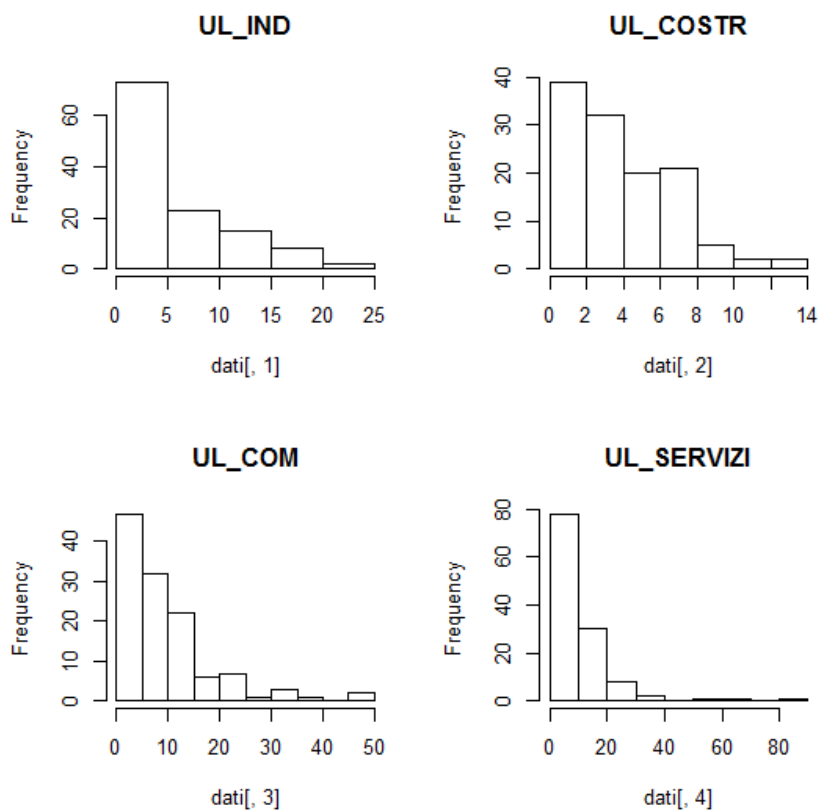 UL_IND
Frequency
0 20 40 60
0 5 10 15 20 25
dati[, 1]
UL_COSTR
Frequency
0 10 20 30 40
0 2 4 6 8 10 14
dati[, 2]
UL_COM
Frequency
0 10 20 30 40
0 10 20 30 40 50
dati[, 3]
UL_SERVIZI
Frequency
0 20 40 60 80
0 20 40 60 80
dati[, 4]